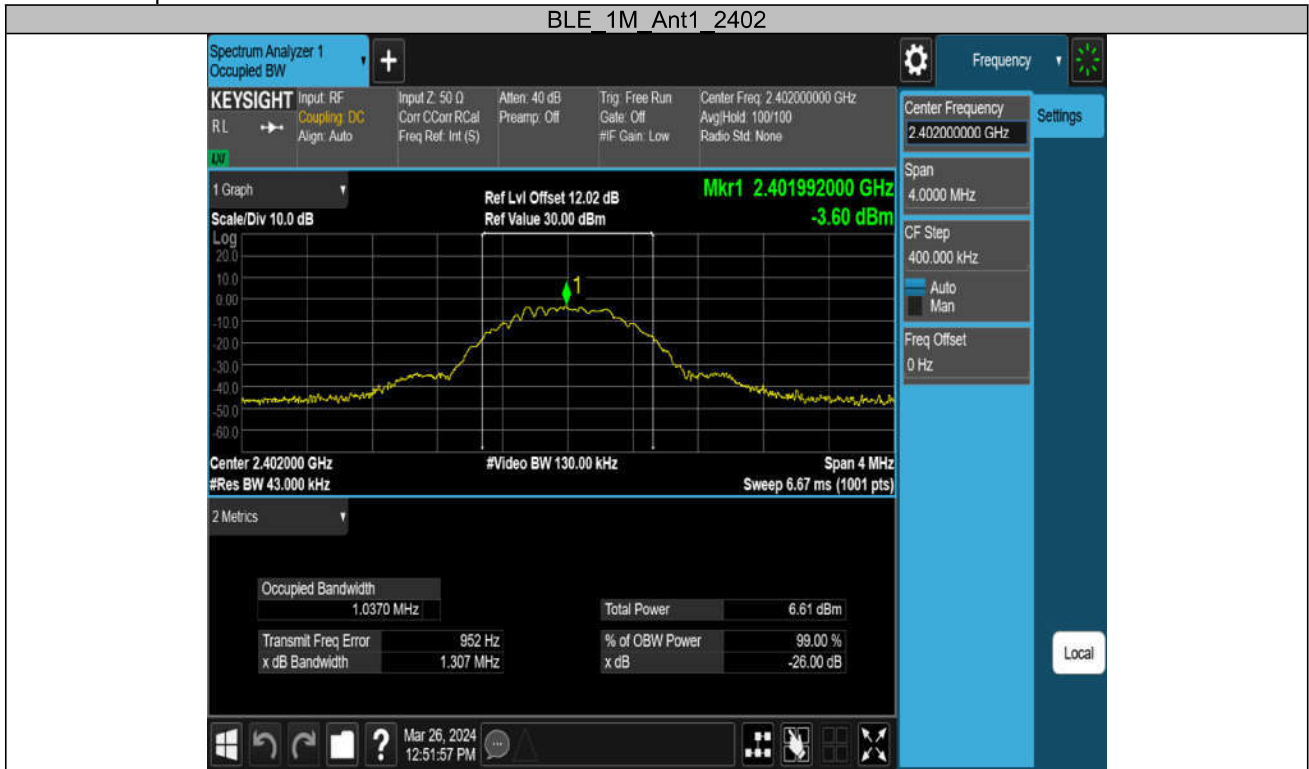 BLE_1M_Ant1_2402
Spectrum Analyzer 1
Occupied BW
Frequency
KEYSIGHT
RL
LXI
Input: RF
Coupling: DC
Align: Auto
Input Z: 50 Ω
Corr CCorr RCal
Freq Ref: Int (S)
Atten: 40 dB
Preamp: Off
Trig: Free Run
Gate: Off
#IF Gain: Low
Center Freq: 2.402000000 GHz
Avg|Hold: 100/100
Radio Std: None
Center Frequency
2.402000000 GHz
Settings
Span
4.0000 MHz
CF Step
400.000 kHz
Auto
Man
Freq Offset
0 Hz
Local
1 Graph
Scale/Div 10.0 dB
Ref Lvl Offset 12.02 dB
Ref Value 30.00 dBm
Mkr1 2.401992000 GHz
-3.60 dBm
Log
20.0
10.0
0.00
-10.0
-20.0
-30.0
-40.0
-50.0
-60.0
1
Center 2.402000 GHz
#Res BW 43.000 kHz
#Video BW 130.00 kHz
Span 4 MHz
Sweep 6.67 ms (1001 pts)
2 Metrics
Occupied Bandwidth
1.0370 MHz
Total Power 6.61 dBm
Transmit Freq Error 952 Hz
% of OBW Power 99.00 %
x dB Bandwidth 1.307 MHz
x dB -26.00 dB
?
Mar 26, 2024
12:51:57 PM